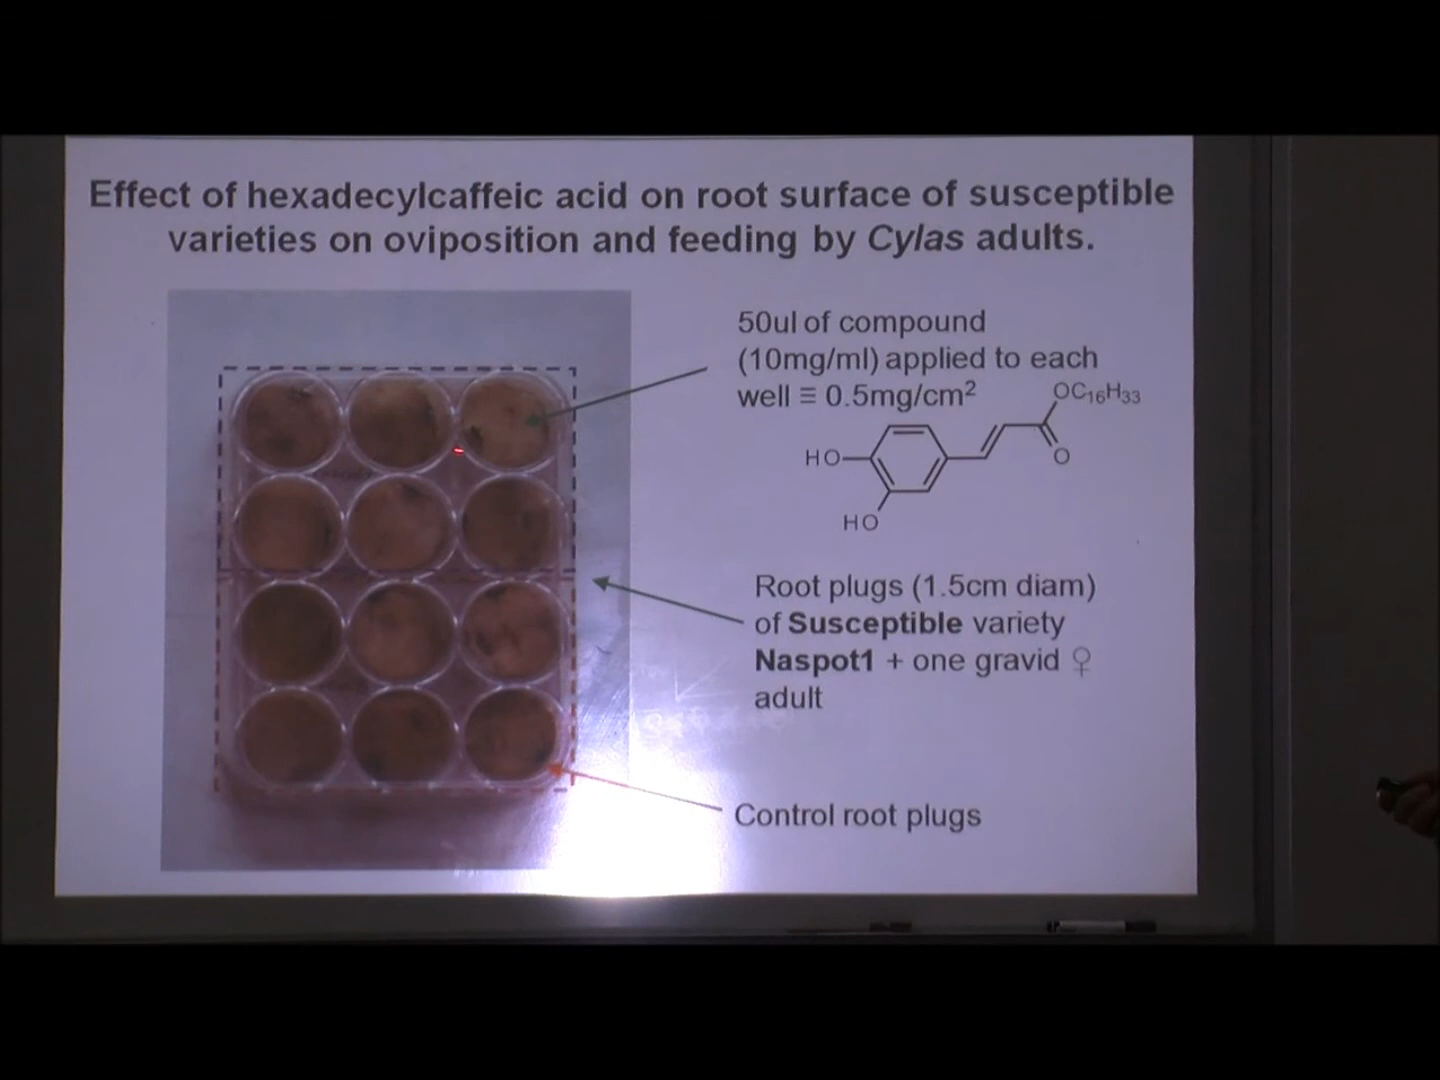 Effect of hexadecylcaffeic acid on root surface of susceptible
varieties on oviposition and feeding by Cylas adults.
50ul of compound
(10mg/ml) applied to each
well ≡ 0.5mg/cm²
OC₁₆H₃₃
HO
O
HO
Root plugs (1.5cm diam)
of Susceptible variety
Naspot1 + one gravid ♀
adult
Control root plugs